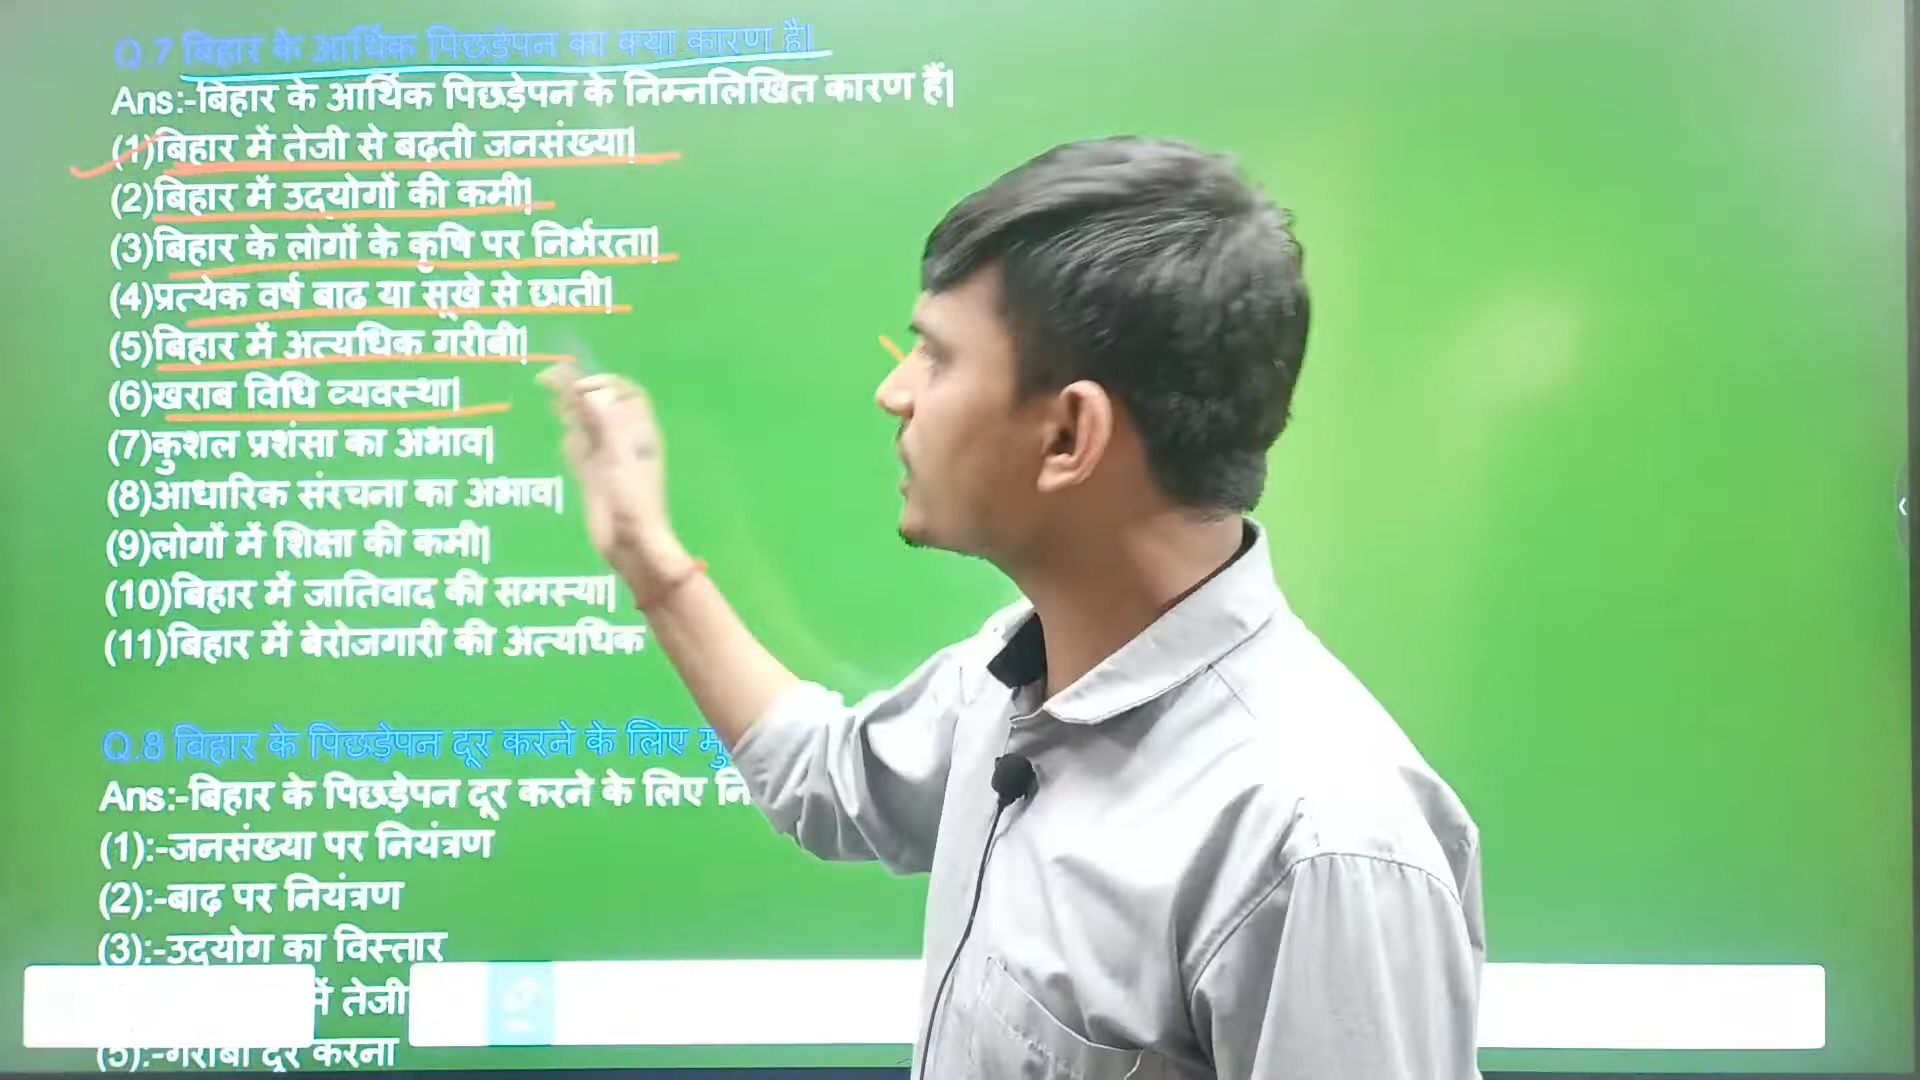 Q.7 बिहार के आर्थिक पिछड़ेपन का क्या कारण है|
Ans:-बिहार के आर्थिक पिछड़ेपन के निम्नलिखित कारण हैं|
(1)बिहार में तेजी से बढ़ती जनसंख्या|
(2)बिहार में उदयोगों की कमी|
(3)बिहार के लोगों के कृषि पर निर्भरता|
(4)प्रत्येक वर्ष बाढ या सूखे से छाती|
(5)बिहार में अत्यधिक गरीबी|
(6)खराब विधि व्यवस्था|
(7)कुशल प्रशंसा का अभाव|
(8)आधारिक संरचना का अभाव|
(9)लोगों में शिक्षा की कमी|
(10)बिहार में जातिवाद की समस्या|
(11)बिहार में बेरोजगारी की अत्यधिक
Q.8 बिहार के पिछड़ेपन दूर करने के लिए
Ans:-बिहार के पिछड़ेपन दूर करने के लिए
(1):-जनसंख्या पर नियंत्रण
(2):-बाढ़ पर नियंत्रण
(3):-उदयोग का विस्तार
में तेजी
(5):-गरीबी दूर करना